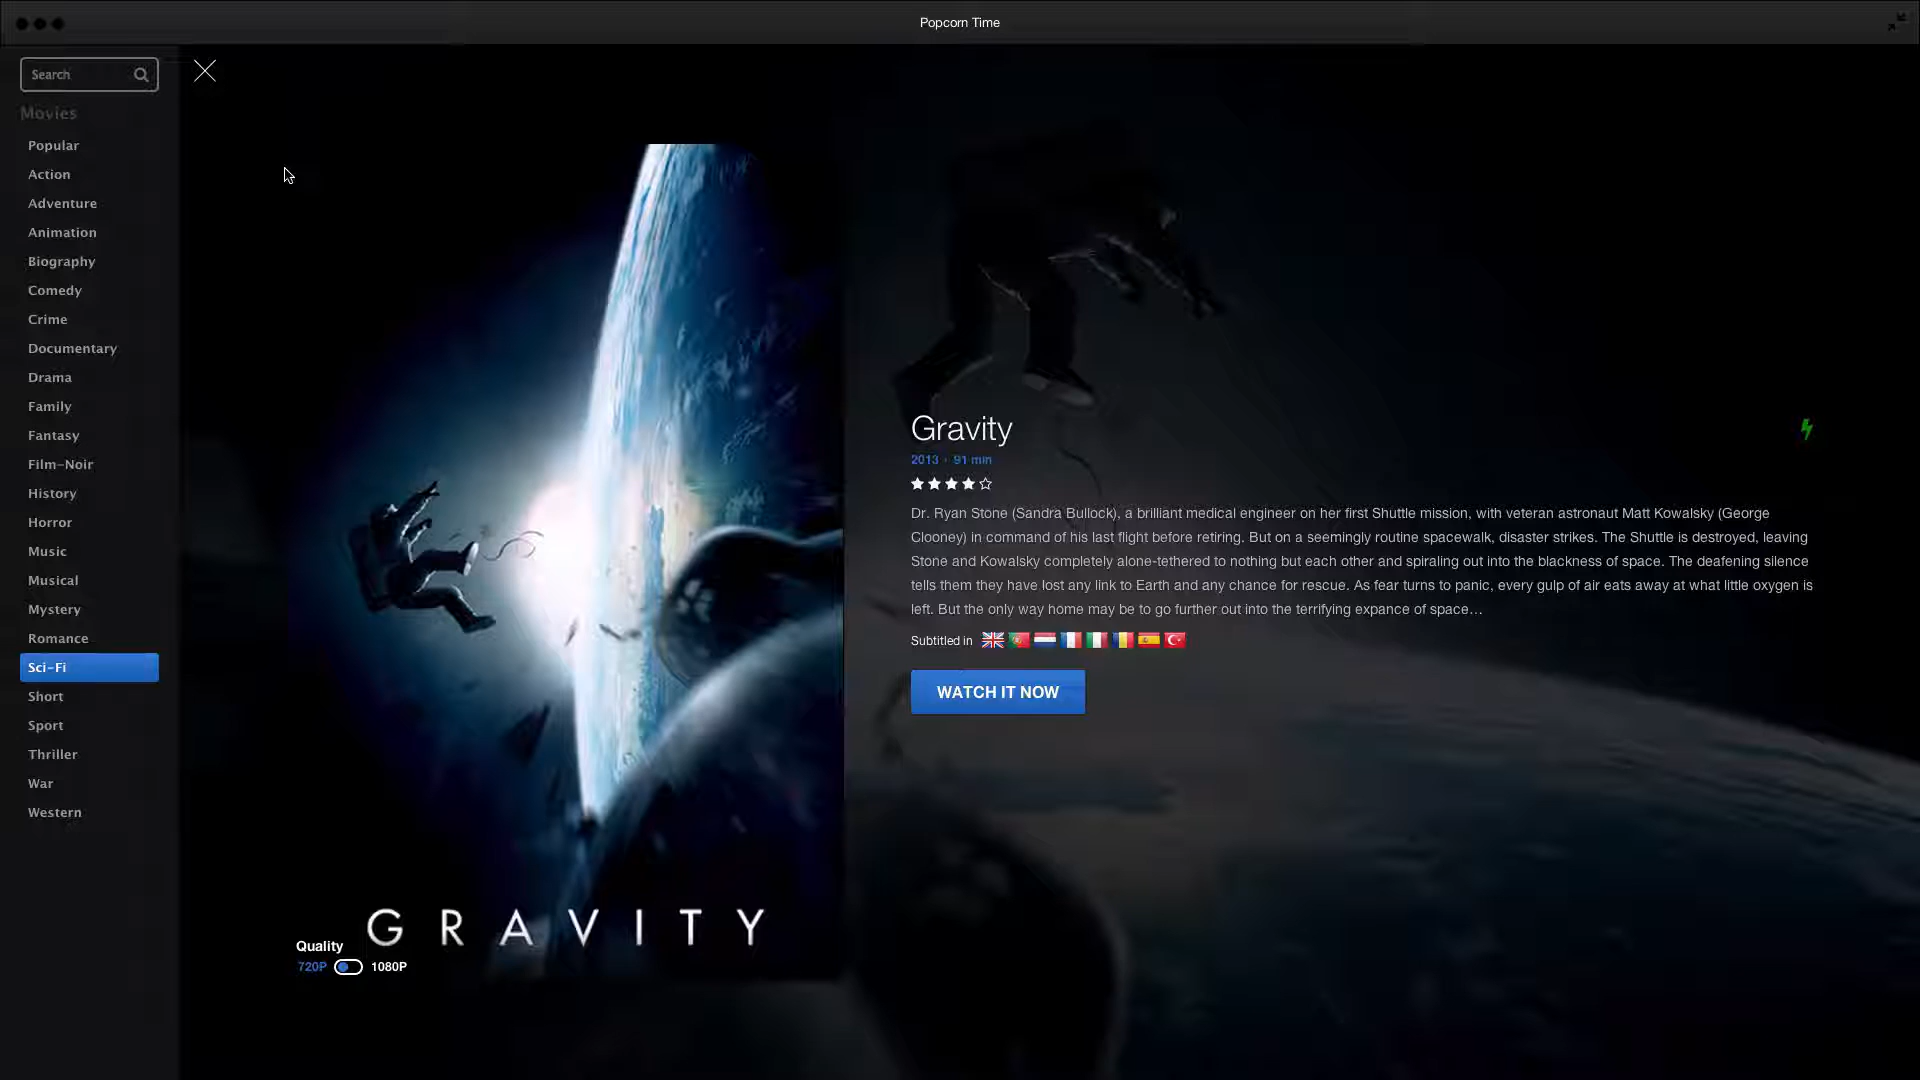 Popcorn Time
Search
Movies
Popular
Action
Adventure
Animation
Biography
Comedy
Crime
Documentary
Drama
Family
Fantasy
Film-Noir
History
Horror
Music
Musical
Mystery
Romance
Sci-Fi
Short
Sport
Thriller
War
Western
GRAVITY
Quality
720P 1080P
Gravity
2013 · 91 min
Dr. Ryan Stone (Sandra Bullock), a brilliant medical engineer on her first Shuttle mission, with veteran astronaut Matt Kowalsky (George
Clooney) in command of his last flight before retiring. But on a seemingly routine spacewalk, disaster strikes. The Shuttle is destroyed, leaving
Stone and Kowalsky completely alone-tethered to nothing but each other and spiraling out into the blackness of space. The deafening silence
tells them they have lost any link to Earth and any chance for rescue. As fear turns to panic, every gulp of air eats away at what little oxygen is
left. But the only way home may be to go further out into the terrifying expance of space...
Subtitled in
WATCH IT NOW